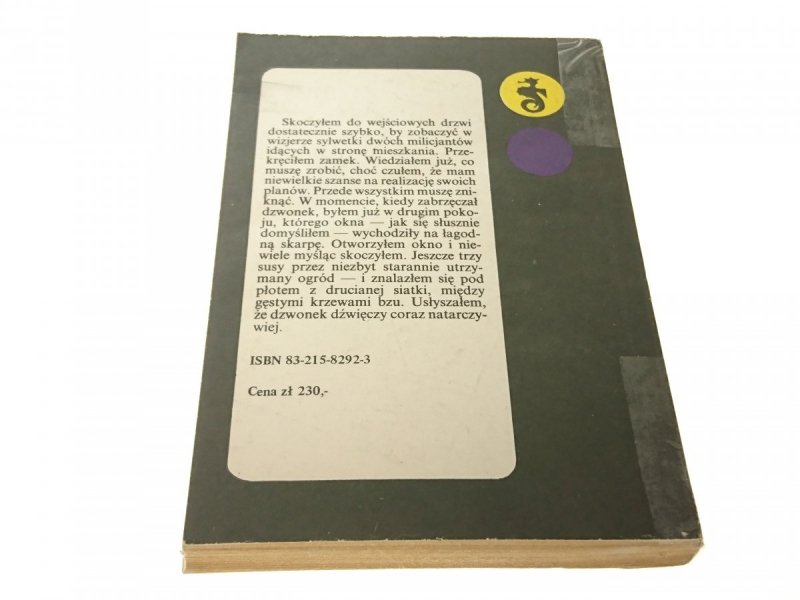 Skoczyłem do wejściowych drzwi
dostatecznie szybko, by zobaczyć w
wizjerze sylwetki dwóch milicjantów
idących w stronę mieszkania. Prze-
kręciłem zamek. Wiedziałem już, co
muszę zrobić, choć czułem, że mam
niewielkie szanse na realizację swoich
planów. Przede wszystkim muszę zni-
knąć. W momencie, kiedy zabrzęczał
dzwonek, byłem już w drugim poko-
ju, którego okna — jak się słusznie
domyśliłem — wychodziły na łagod-
ną skarpę. Otworzyłem okno i nie-
wiele myśląc skoczyłem. Jeszcze trzy
susy przez niezbyt starannie utrzy-
many ogród — i znalazłem się pod
płotem z drucianej siatki, między
gęstymi krzewami bzu. Usłyszałem,
że dzwonek dźwięczy coraz natarczy-
wiej.
ISBN 83-215-8292-3
Cena zł 230,-